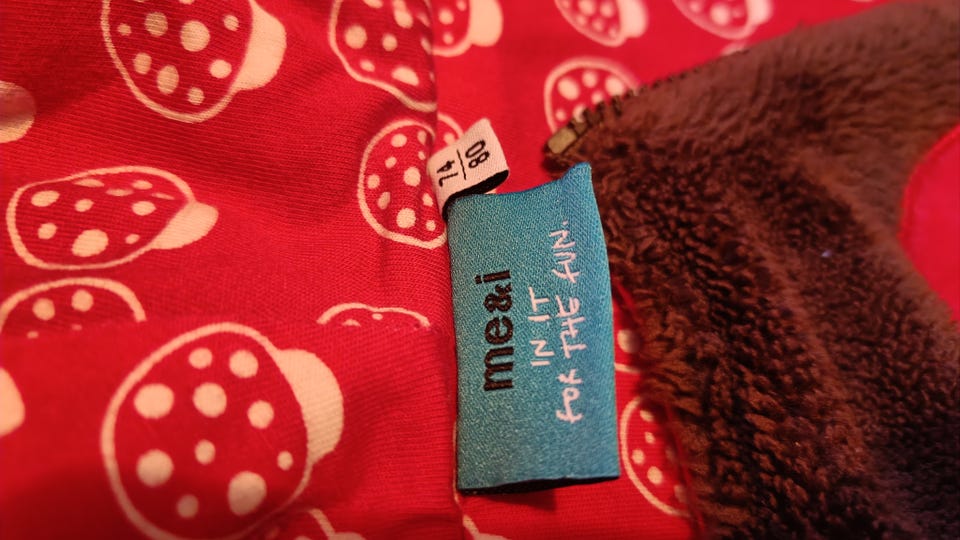 74
80
me&i
IN IT
FOR THE FUN.